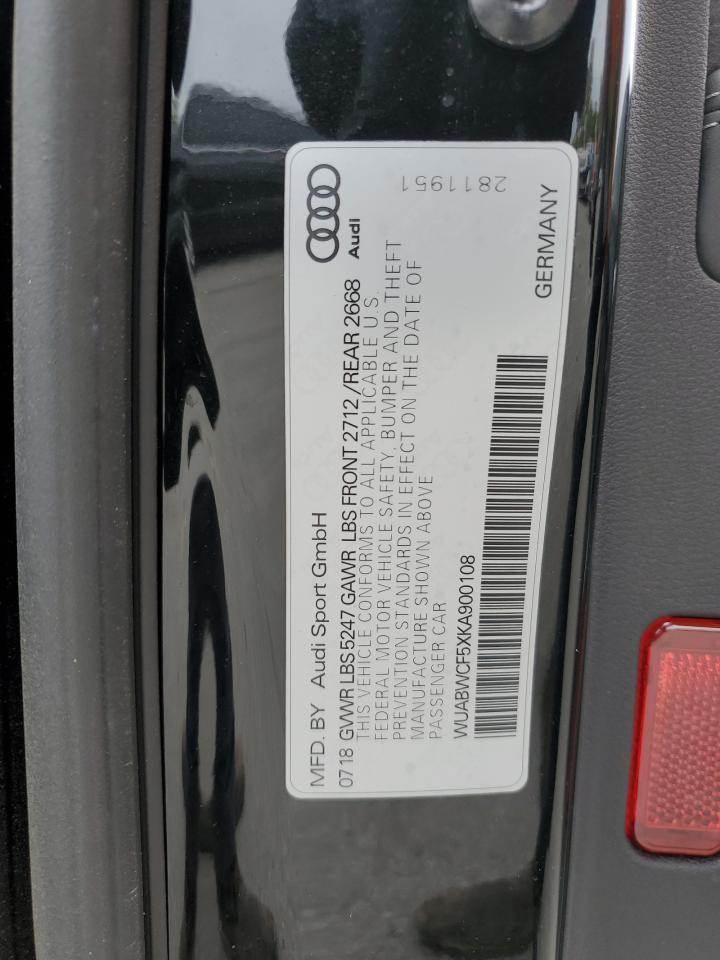 MFD. BY Audi Sport GmbH
Audi
0718 GVWR LBS 5247 GAWR LBS FRONT 2712 /REAR 2668
THIS VEHICLE CONFORMS TO ALL APPLICABLE U.S.
FEDERAL MOTOR VEHICLE SAFETY, BUMPER AND THEFT
PREVENTION STANDARDS IN EFFECT ON THE DATE OF
MANUFACTURE SHOWN ABOVE
PASSENGER CAR
WUABWCF5XKA900108
GERMANY
2811951